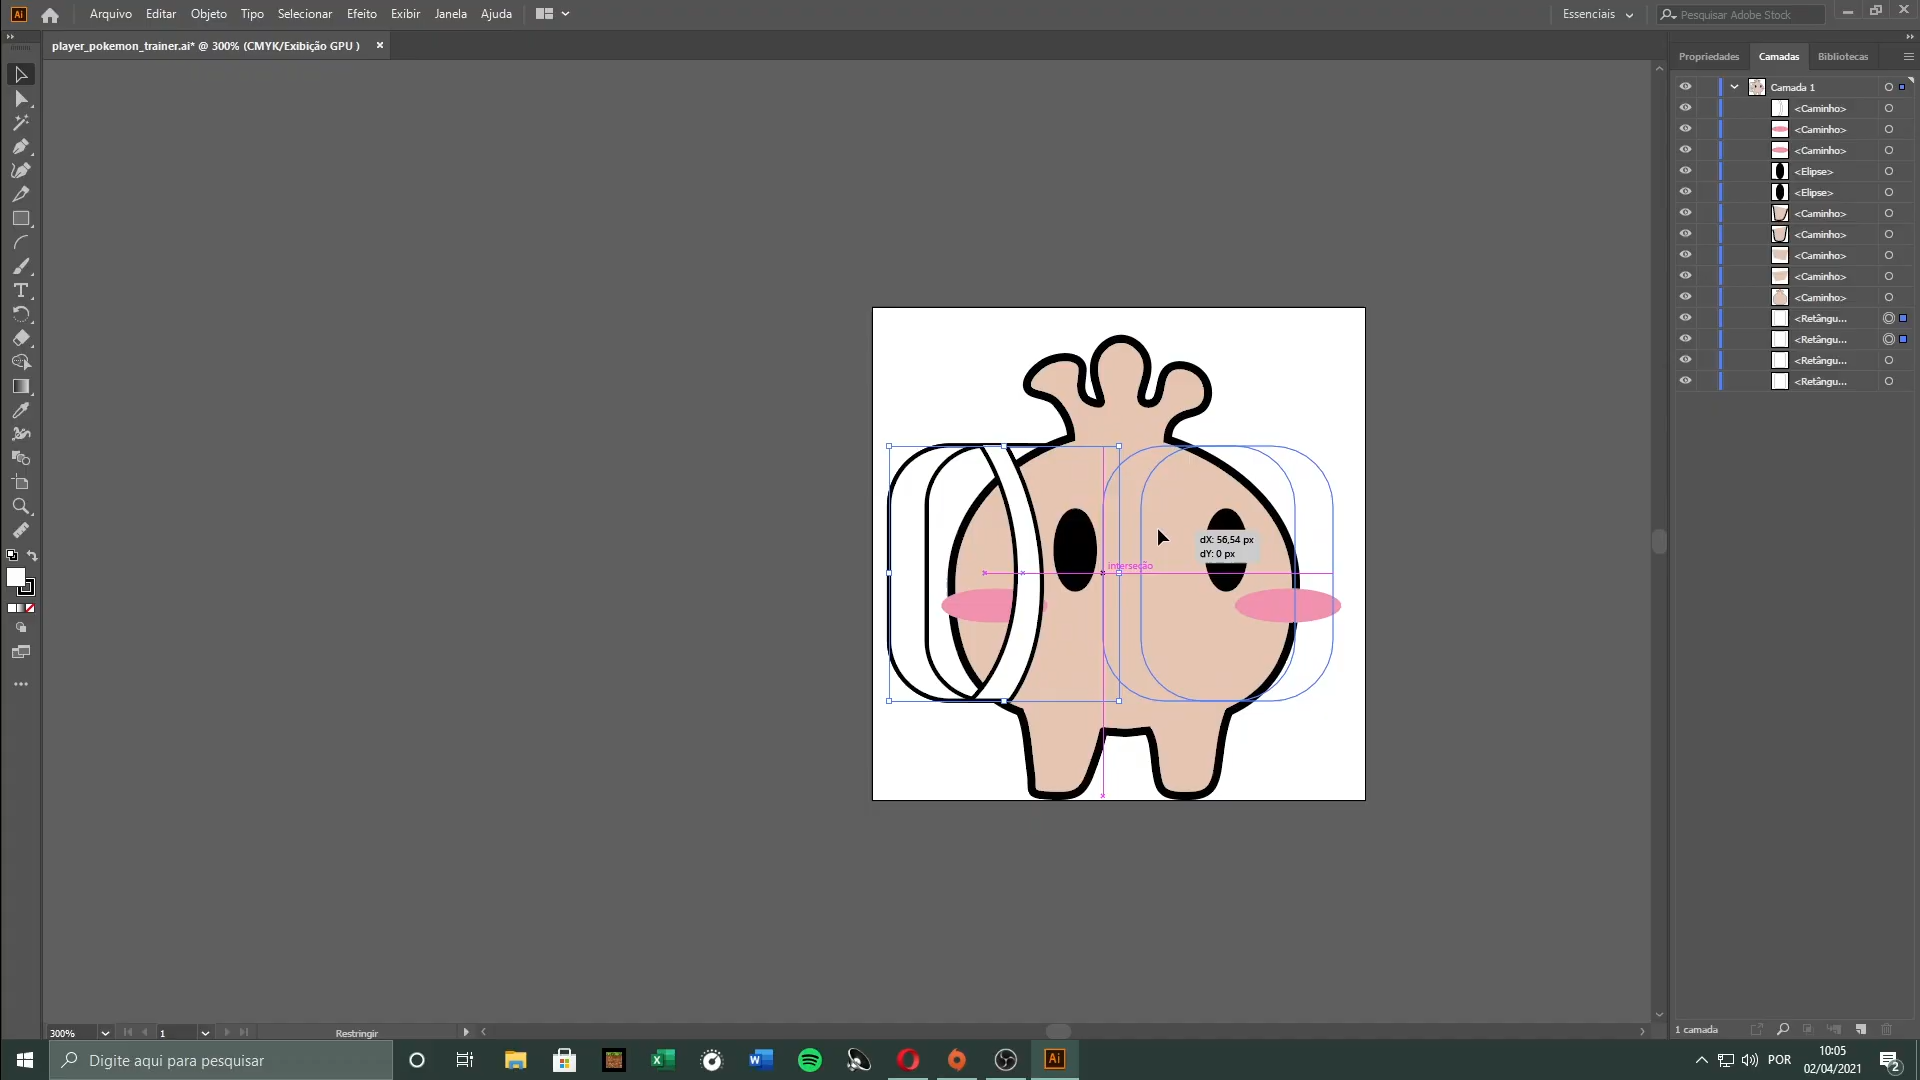 Ai
Arquivo Editar Objeto Tipo Selecionar Efeito Exibir Janela Ajuda
Essenciais
Pesquisar Adobe Stock
player_pokemon_trainer.ai* @ 300% (CMYK/Exibição GPU )
Propriedades Camadas Bibliotecas
Camada 1
<Caminho>
<Caminho>
<Caminho>
<Elipse>
<Elipse>
<Caminho>
<Caminho>
<Caminho>
<Caminho>
<Caminho>
<Retângu...
<Retângu...
<Retângu...
<Retângu...
dX: 56,54 px
dY: 0 px
interseção
300%
1
Restringir
1 camada
Digite aqui para pesquisar
Ai
POR
10:05
02/04/2021
2